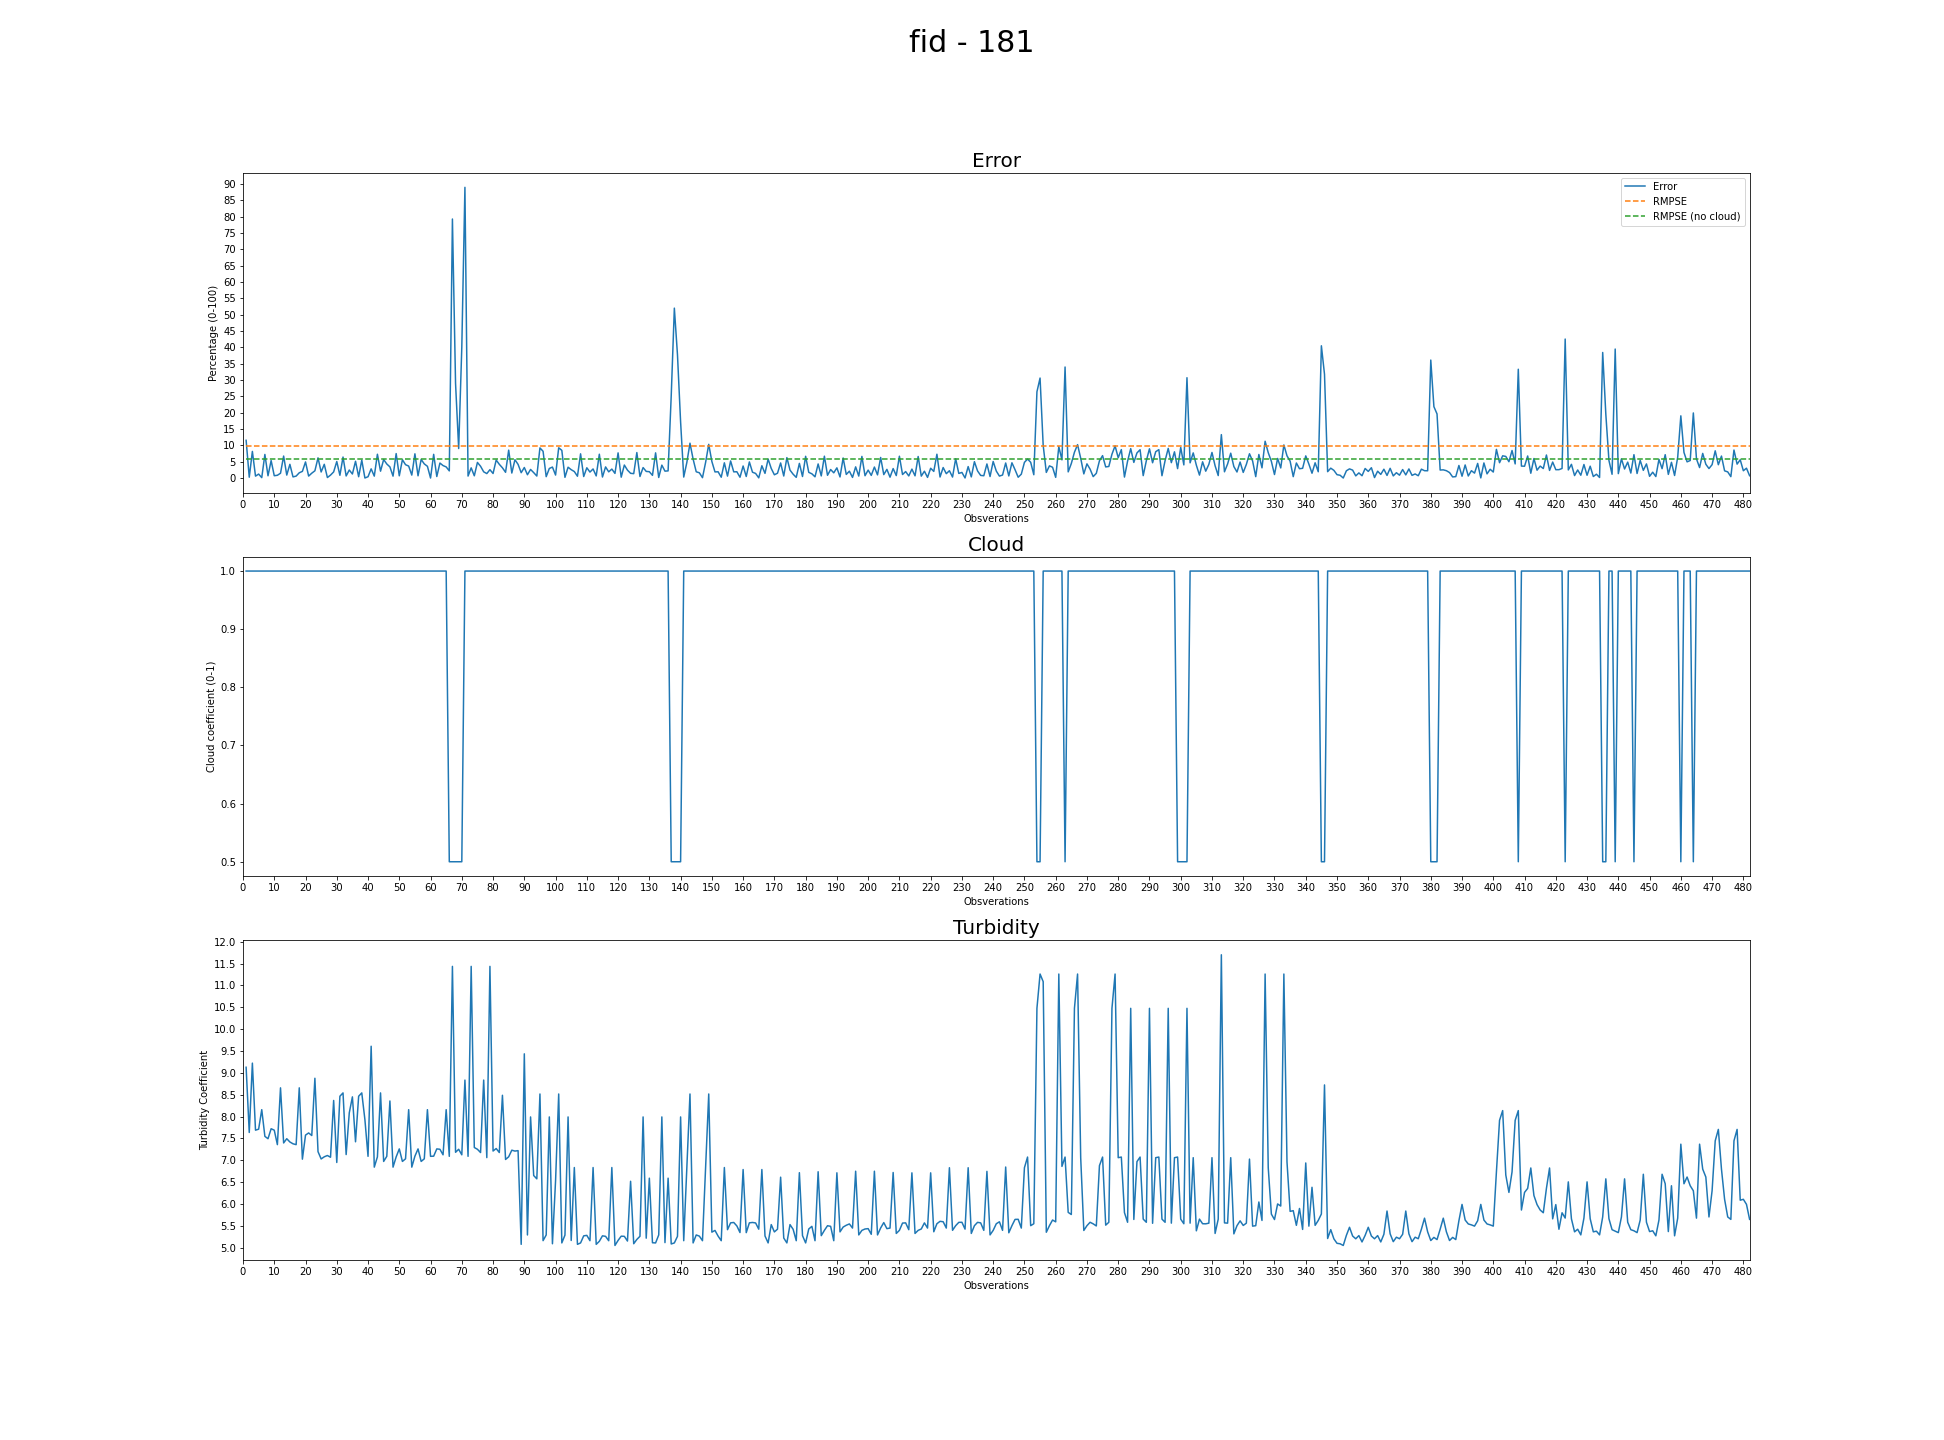 fid - 181
Error
90
85
80
75
70
65
60
55
50
45
40
35
30
25
20
15
10
5
0
Percentage (0-100)
Error
RMPSE
RMPSE (no cloud)
0 10 20 30 40 50 60 70 80 90 100 110 120 130 140 150 160 170 180 190 200 210 220 230 240 250 260 270 280 290 300 310 320 330 340 350 360 370 380 390 400 410 420 430 440 450 460 470 480
Obsverations
Cloud
1.0
0.9
0.8
0.7
0.6
0.5
Cloud coefficient (0-1)
0 10 20 30 40 50 60 70 80 90 100 110 120 130 140 150 160 170 180 190 200 210 220 230 240 250 260 270 280 290 300 310 320 330 340 350 360 370 380 390 400 410 420 430 440 450 460 470 480
Obsverations
Turbidity
12.0
11.5
11.0
10.5
10.0
9.5
9.0
8.5
8.0
7.5
7.0
6.5
6.0
5.5
5.0
Turbidity Coefficient
0 10 20 30 40 50 60 70 80 90 100 110 120 130 140 150 160 170 180 190 200 210 220 230 240 250 260 270 280 290 300 310 320 330 340 350 360 370 380 390 400 410 420 430 440 450 460 470 480
Obsverations